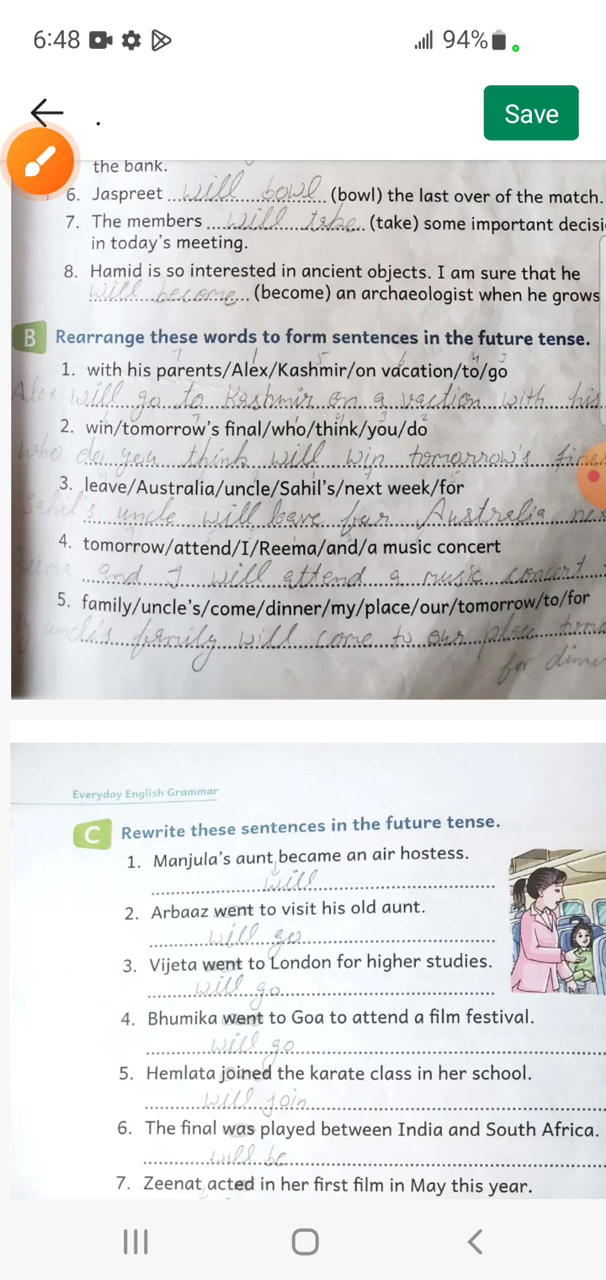 6:48 94%
.
Save
the bank.
6. Jaspreet will bowl (bowl) the last over of the match.
7. The members will take (take) some important decisi
in today's meeting.
8. Hamid is so interested in ancient objects. I am sure that he
will become (become) an archaeologist when he grows
B Rearrange these words to form sentences in the future tense.
1. with his parents/Alex/Kashmir/on vacation/to/go
Alex will go to Kashmir on a vaction with his
2. win/tomorrow's final/who/think/you/do
Who do you think will win tomorrow's fina
3. leave/Australia/uncle/Sahil's/next week/for
Sahil's uncle will leave for Australia nex
4. tomorrow/attend/I/Reema/and/a music concert
and I will attend a music concert
5. family/uncle's/come/dinner/my/place/our/tomorrow/to/for
uncle's family will come to our place
for dinne
Everyday English Grammar
C Rewrite these sentences in the future tense.
1. Manjula's aunt became an air hostess.
will
2. Arbaaz went to visit his old aunt.
will go
3. Vijeta went to London for higher studies.
will go
4. Bhumika went to Goa to attend a film festival.
will go
5. Hemlata joined the karate class in her school.
will join
6. The final was played between India and South Africa.
will be
7. Zeenat acted in her first film in May this year.